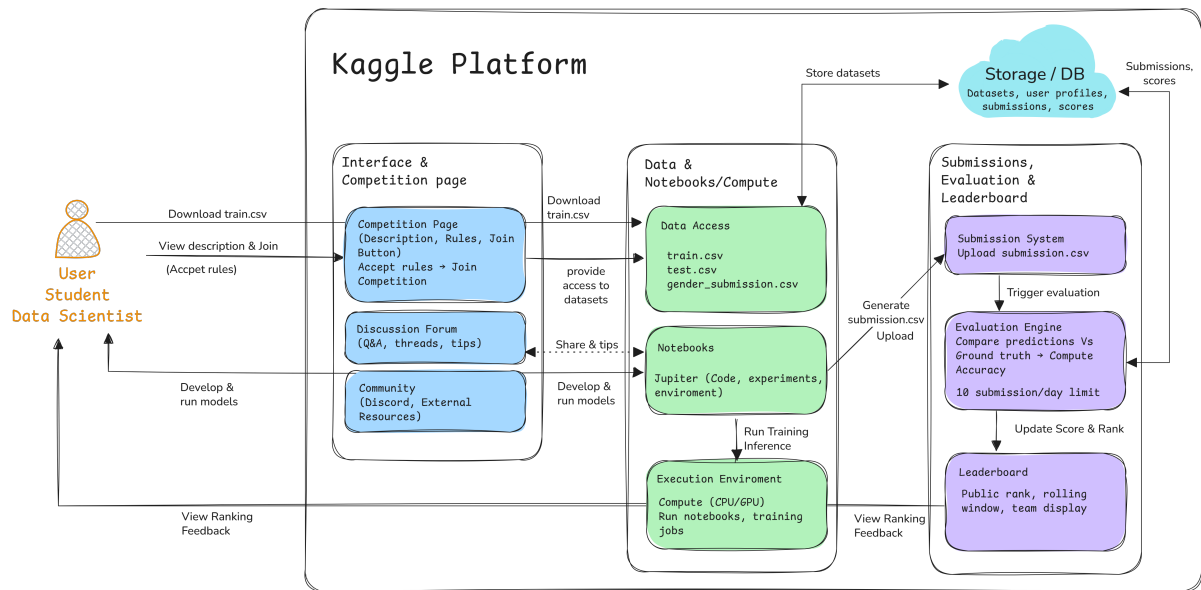 Kaggle Platform
Storage / DB
Datasets, user profiles,
submissions, scores
Store datasets
Submissions,
scores
User
Student
Data Scientist
Download train.csv
View description & Join
(Accpet rules)
Develop &
run models
View Ranking
Feedback
Interface &
Competition page
Competition Page
(Description, Rules, Join
Button)
Accept rules → Join
Competition
Discussion Forum
(Q&A, threads, tips)
Community
(Discord, External
Resources)
Download
train.csv
provide
access to
datasets
Share & tips
Develop &
run models
Data &
Notebooks/Compute
Data Access
train.csv
test.csv
gender_submission.csv
Notebooks
Jupiter (Code, experiments,
enviroment)
Run Training
Inference
Execution Enviroment
Compute (CPU/GPU)
Run notebooks, training
jobs
Generate
submission.csv
Upload
View Ranking
Feedback
Submissions,
Evaluation &
Leaderboard
Submission System
Upload submission.csv
Trigger evaluation
Evaluation Engine
Compare predictions Vs
Ground truth → Compute
Accuracy
10 submission/day limit
Update Score & Rank
Leaderboard
Public rank, rolling
window, team display